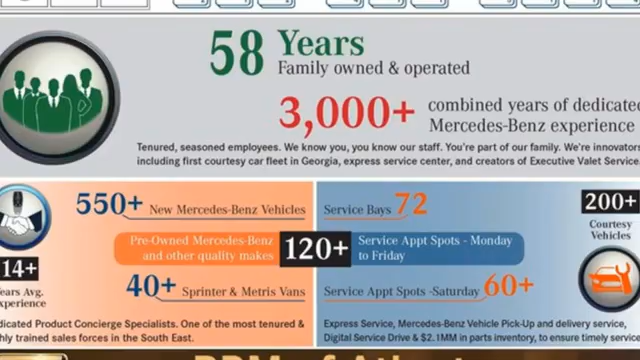 58 Years
Family owned & operated
3,000+ combined years of dedicated
Mercedes-Benz experience
Tenured, seasoned employees. We know you, you know our staff. You're part of our family. We're innovators
including first courtesy car fleet in Georgia, express service center, and creators of Executive Valet Service.
550+ New Mercedes-Benz Vehicles
Pre-Owned Mercedes-Benz
and other quality makes
120+
40+ Sprinter & Metris Vans
14+
Years Avg.
Experience
dicated Product Concierge Specialists. One of the most tenured &
hly trained sales forces in the South East.
Service Bays 72
Service Appt Spots - Monday
to Friday
Service Appt Spots -Saturday 60+
200+
Courtesy
Vehicles
Express Service, Mercedes-Benz Vehicle Pick-Up and delivery service,
Digital Service Drive & $2.1MM in parts inventory, to ensure timely service